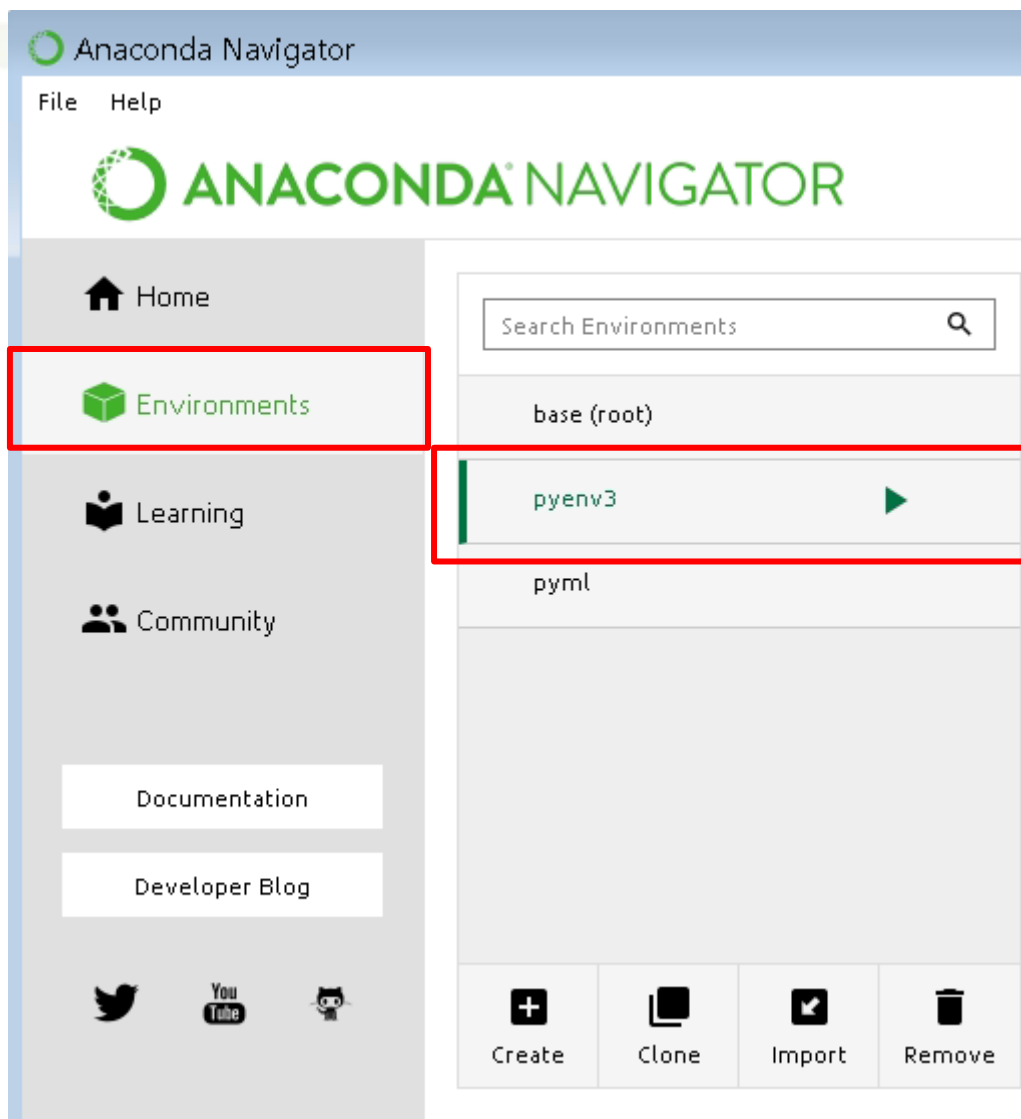 Anaconda Navigator
File Help
ANACONDA NAVIGATOR
Home
Environments
Learning
Community
Documentation
Developer Blog
You
Tube
Search Environments
base (root)
pyenv3
pyml
Create Clone Import Remove